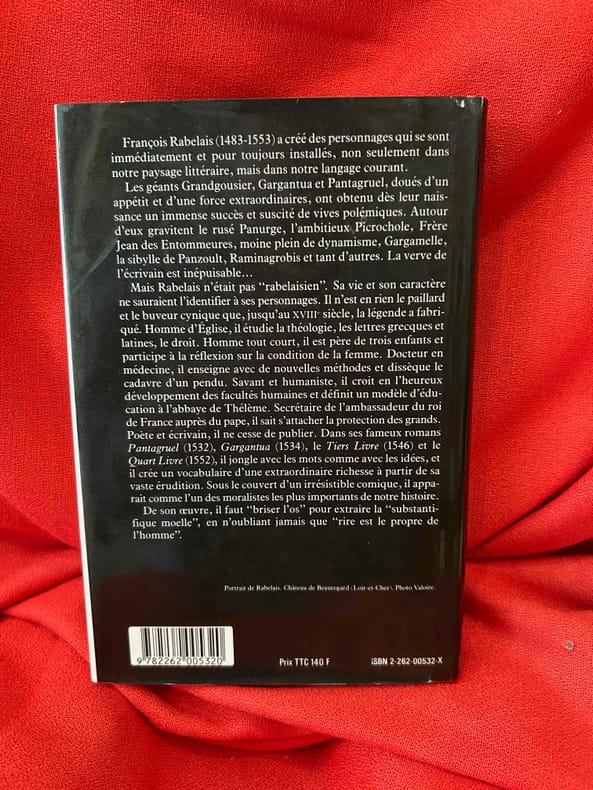 François Rabelais (1483-1553) a créé des personnages qui se sont
immédiatement et pour toujours installés, non seulement dans
notre paysage littéraire, mais dans notre langage courant.
Les géants Grandgousier, Gargantua et Pantagruel, doués d'un
appétit et d'une force extraordinaires, ont obtenu dès leur nais-
sance un immense succès et suscité de vives polémiques. Autour
d'eux gravitent le rusé Panurge, l'ambitieux Picrochole, Frère
Jean des Entommeures, moine plein de dynamisme, Gargamelle,
la sibylle de Panzoult, Raminagrobis et tant d'autres. La verve de
l'écrivain est inépuisable...
Mais Rabelais n'était pas "rabelaisien". Sa vie et son caractère
ne sauraient l'identifier à ses personnages. Il n'est en rien le paillard
et le buveur cynique que, jusqu'au XVIIIe siècle, la légende a fabri-
qué. Homme d'Église, il étudie la théologie, les lettres grecques et
latines, le droit. Homme tout court, il est père de trois enfants et
participe à la réflexion sur la condition de la femme. Docteur en
médecine, il enseigne avec de nouvelles méthodes et dissèque le
cadavre d'un pendu. Savant et humaniste, il croit en l'heureux
développement des facultés humaines et définit un modèle d'édu-
cation à l'abbaye de Thélème. Secrétaire de l'ambassadeur du roi
de France auprès du pape, il sait s'attacher la protection des grands.
Poète et écrivain, il ne cesse de publier. Dans ses fameux romans
Pantagruel (1532), Gargantua (1534), le Tiers Livre (1546) et le
Quart Livre (1552), il jongle avec les mots comme avec les idées, et
il crée un vocabulaire d'une extraordinaire richesse à partir de sa
vaste érudition. Sous le couvert d'un irrésistible comique, il appa-
rait comme l'un des moralistes les plus importants de notre histoire.
De son œuvre, il faut "briser l'os" pour extraire la "substanti-
fique moelle", en n'oubliant jamais que "rire est le propre de
l'homme".
Portrait de Rabelais. Château de Beauregard (Loir-et-Cher). Photo Valoire.
9 782262 005320
Prix TTC 140 F
ISBN 2-262-00532-X